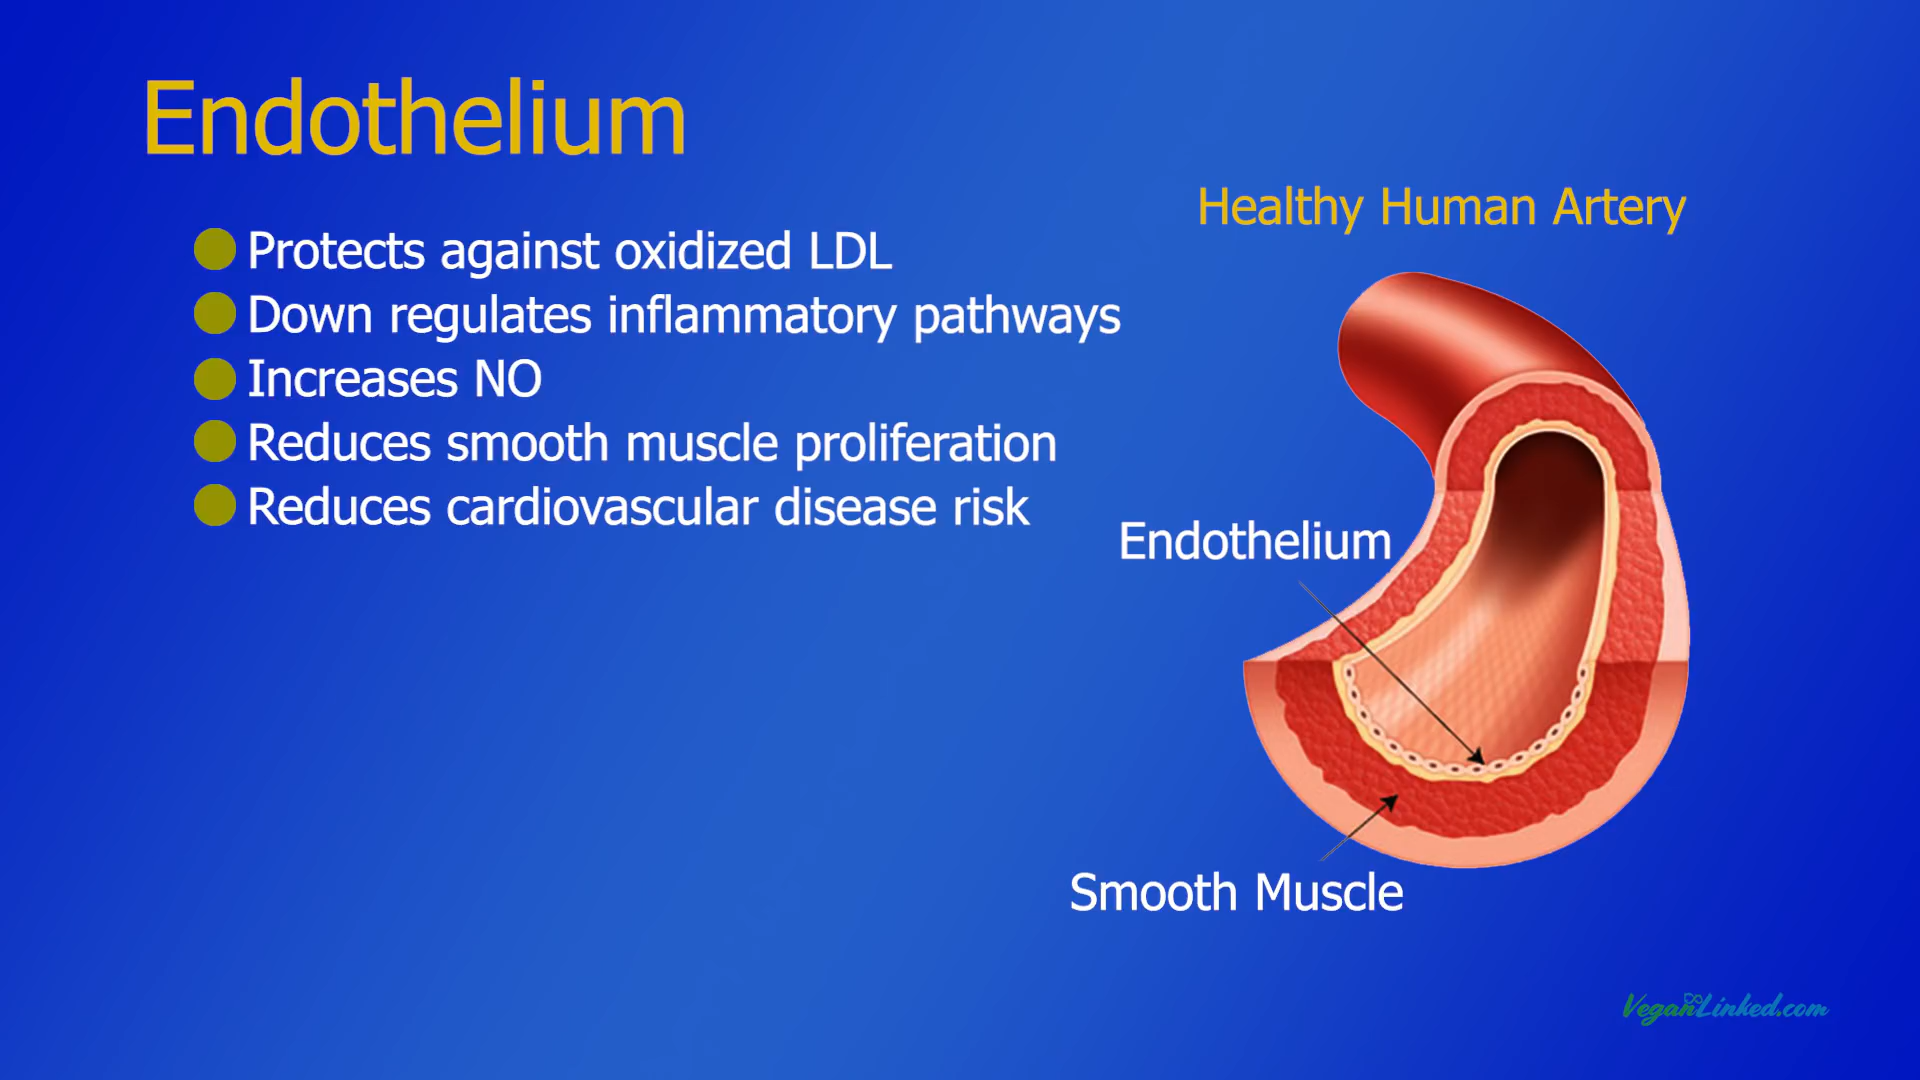 Endothelium
Protects against oxidized LDL
Down regulates inflammatory pathways
Increases NO
Reduces smooth muscle proliferation
Reduces cardiovascular disease risk
Healthy Human Artery
Endothelium
Smooth Muscle
VeganLinked.com